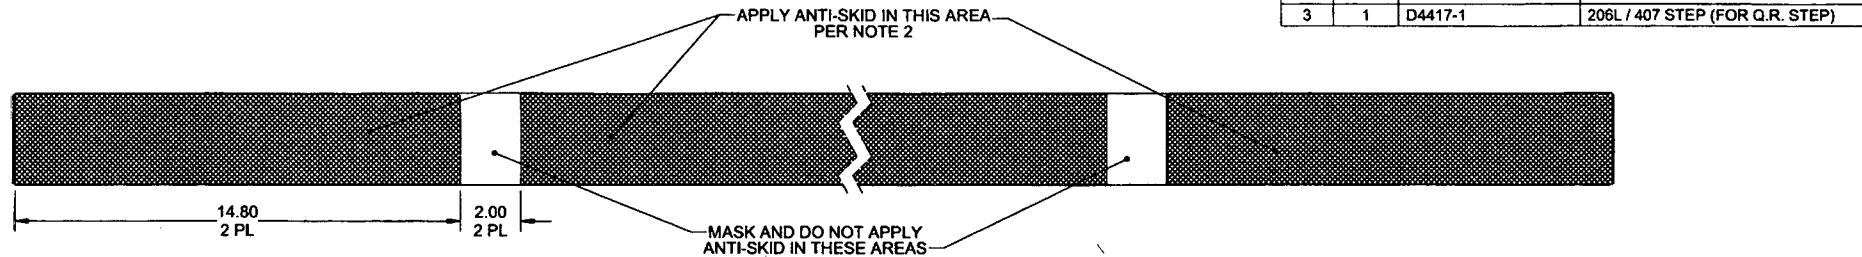 APPLY ANTI-SKID IN THIS AREA
PER NOTE 2
3 1 D4417-1 206L / 407 STEP (FOR Q.R. STEP)
14.80
2 PL
2.00
2 PL
MASK AND DO NOT APPLY
ANTI-SKID IN THESE AREAS